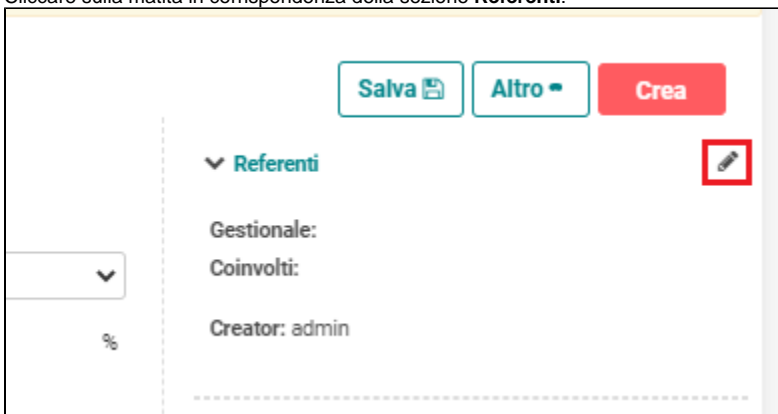 Cliccare sulla matita in corrispondenza della sezione Referenti.
Salva Altro Crea
Referenti
Gestionale:
Coinvolti:
%
Creator: admin